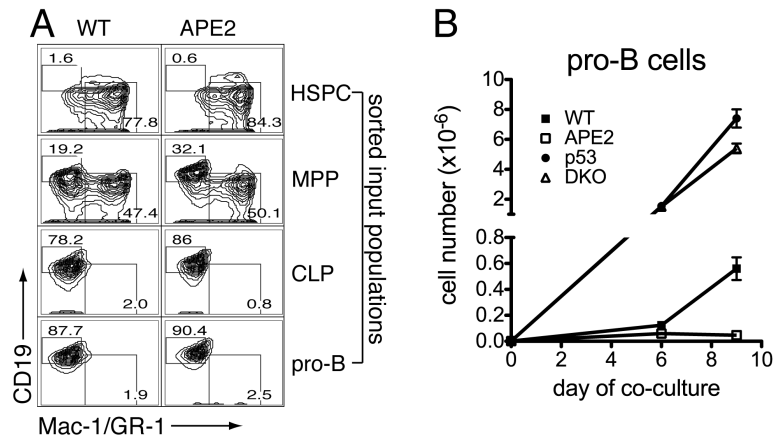 A
WT APE2
1.6 0.6
77.8 84.3
HSPC
19.2 32.1
47.4 50.1
MPP
78.2 86
2.0 0.8
CLP
87.7 90.4
1.9 2.5
pro-B
sorted input populations
CD19
Mac-1/GR-1
B
pro-B cells
WT
APE2
p53
DKO
cell number (x10-6)
10
8
6
4
2
0.8
0.6
0.4
0.2
0.0
0 2 4 6 8 10
day of co-culture